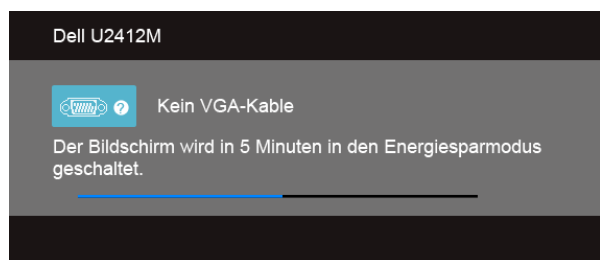 Dell U2412M
Kein VGA-Kable
Der Bildschirm wird in 5 Minuten in den Energiesparmodus
geschaltet.